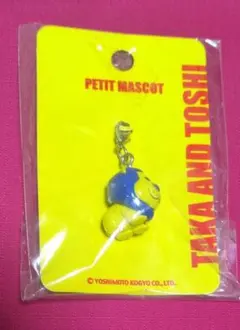 PETIT MASCOT
TAKA AND TOSHI
© YOSHIMOTO KOGYO CO., LTD.